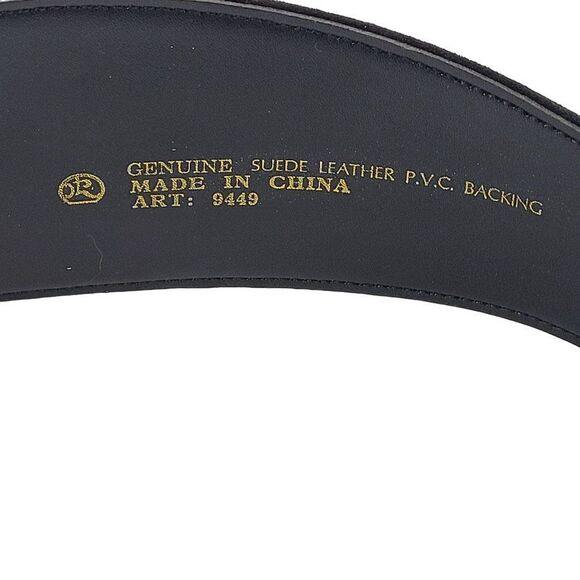 GENUINE SUEDE LEATHER P.V.C. BACKING
MADE IN CHINA
ART: 9449